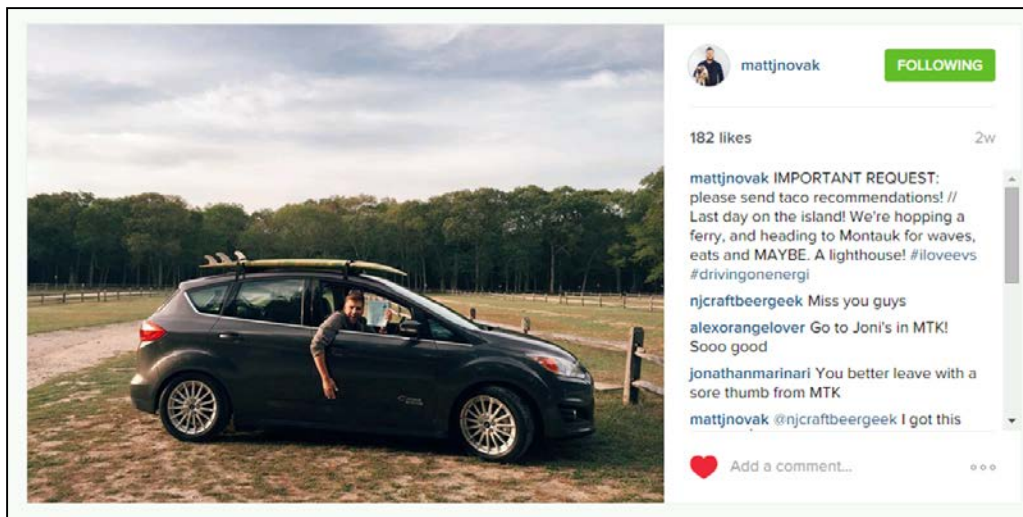 mattjnovak
FOLLOWING
182 likes
2w
mattjnovak IMPORTANT REQUEST:
please send taco recommendations! //
Last day on the island! We're hopping a
ferry, and heading to Montauk for waves,
eats and MAYBE. A lighthouse! #iloveevs
#drivingonenergi
njcraftbeergeek Miss you guys
alexorangelover Go to Joni's in MTK!
Sooo good
jonathanmarinari You better leave with a
sore thumb from MTK
mattjnovak @njcraftbeergeek I got this
Add a comment...